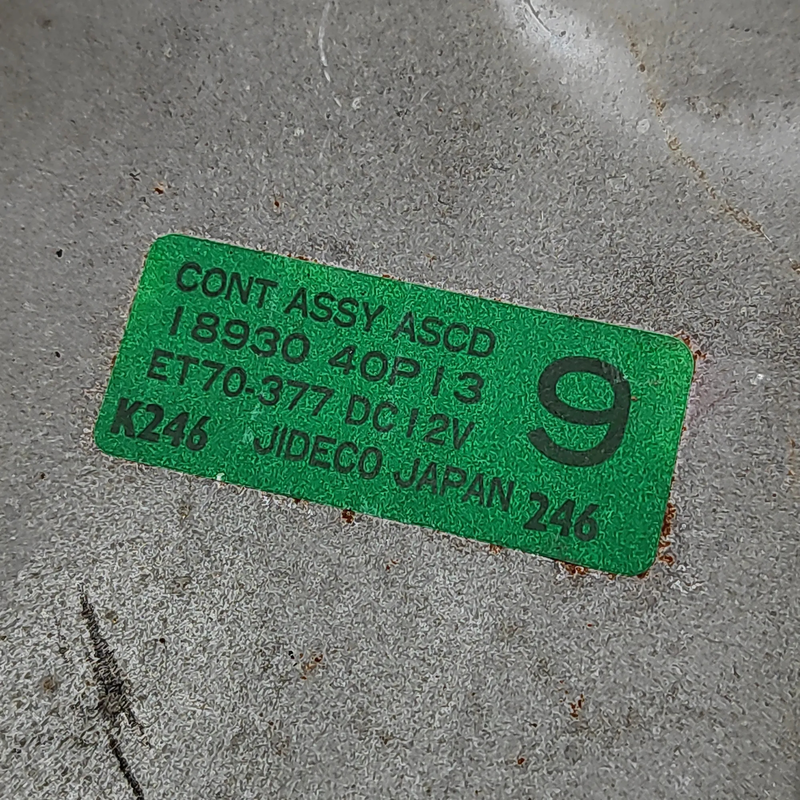 CONT ASSY ASCD
18930 40P13
9
ET70-377 DC12V
K246 JIDECO JAPAN 246